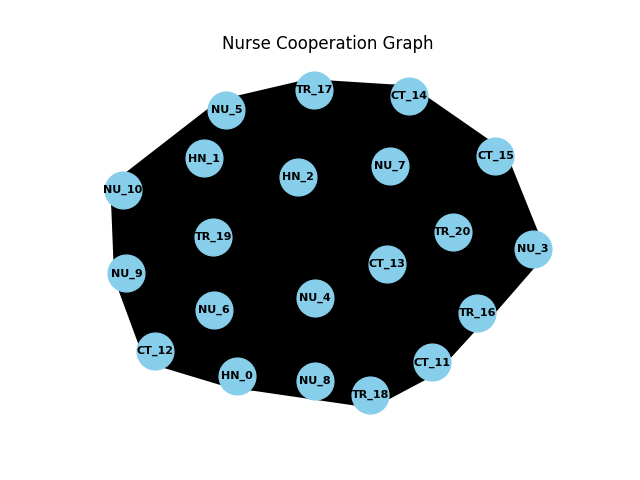 Nurse Cooperation Graph
TR_17
CT_14
NU_5
CT_15
HN_1
NU_7
HN_2
NU_10
TR_20
TR_19
NU_3
CT_13
NU_9
NU_4
NU_6
TR_16
CT_12
CT_11
HN_0
NU_8
TR_18